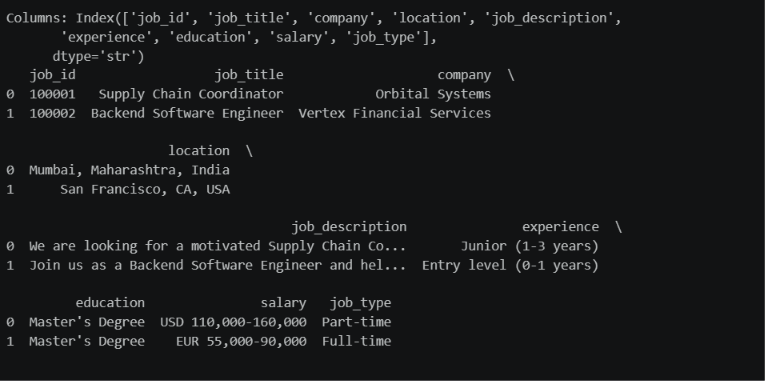 Columns: Index(['job_id', 'job_title', 'company', 'location', 'job_description',
       'experience', 'education', 'salary', 'job_type'],
      dtype='str')
   job_id                job_title                    company  \
0  100001   Supply Chain Coordinator            Orbital Systems
1  100002  Backend Software Engineer  Vertex Financial Services
                     location  \
0  Mumbai, Maharashtra, India
1      San Francisco, CA, USA
                                     job_description               experience  \
0  We are looking for a motivated Supply Chain Co...       Junior (1-3 years)
1  Join us as a Backend Software Engineer and hel...  Entry level (0-1 years)
         education               salary   job_type
0  Master's Degree  USD 110,000-160,000  Part-time
1  Master's Degree    EUR 55,000-90,000  Full-time